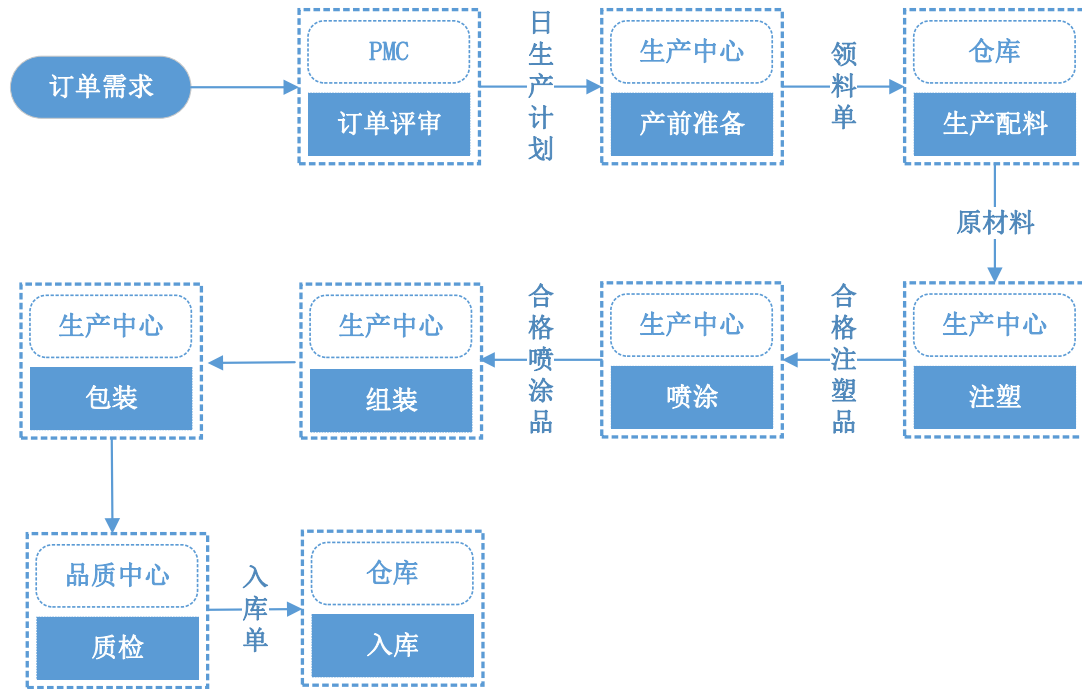 订单需求
PMC
订单评审
日生产计划
生产中心
产前准备
领料单
仓库
生产配料
原材料
生产中心
注塑
合格注塑品
生产中心
喷涂
合格喷涂品
生产中心
组装
生产中心
包装
品质中心
质检
入库单
仓库
入库